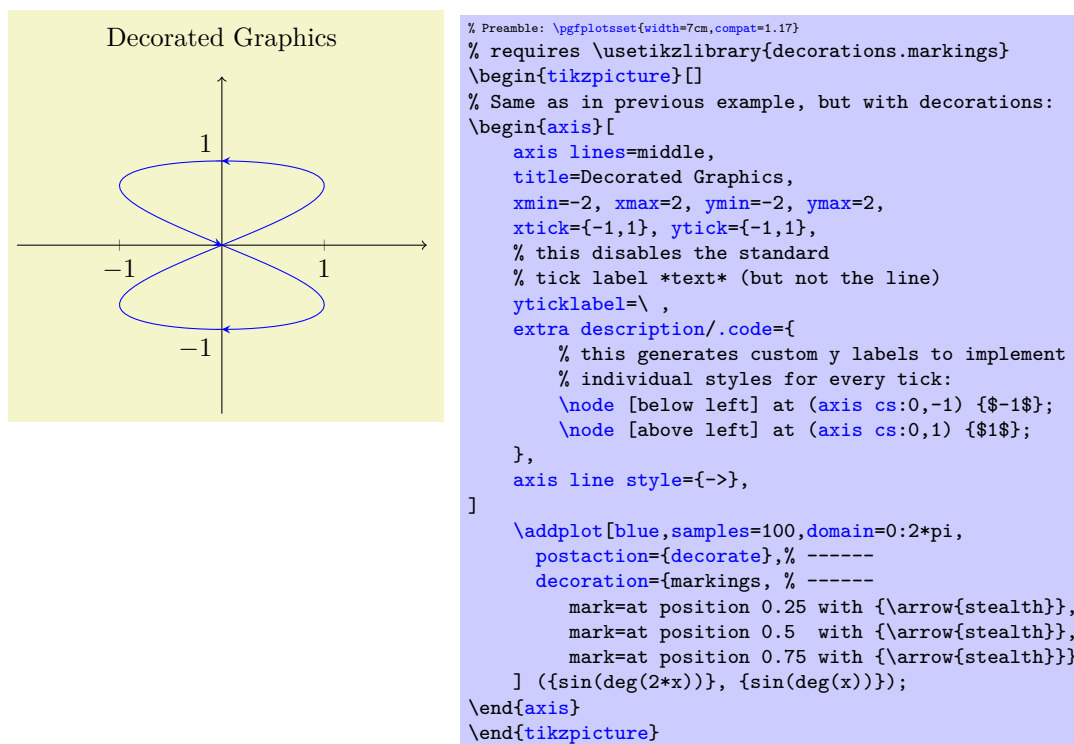 Decorated Graphics
1
−1
1
−1
% Preamble: \pgfplotsset{width=7cm,compat=1.17}
% requires \usetikzlibrary{decorations.markings}
\begin{tikzpicture}[]
% Same as in previous example, but with decorations:
\begin{axis}[
    axis lines=middle,
    title=Decorated Graphics,
    xmin=-2, xmax=2, ymin=-2, ymax=2,
    xtick={-1,1}, ytick={-1,1},
    % this disables the standard
    % tick label *text* (but not the line)
    yticklabel=\ ,
    extra description/.code={
        % this generates custom y labels to implement
        % individual styles for every tick:
        \node [below left] at (axis cs:0,-1) {$-1$};
        \node [above left] at (axis cs:0,1) {$1$};
    },
    axis line style={->},
]
    \addplot[blue,samples=100,domain=0:2*pi,
      postaction={decorate},% ------
      decoration={markings, % ------
         mark=at position 0.25 with {\arrow{stealth}},
         mark=at position 0.5  with {\arrow{stealth}},
         mark=at position 0.75 with {\arrow{stealth}}}
    ] ({sin(deg(2*x))}, {sin(deg(x))});
\end{axis}
\end{tikzpicture}